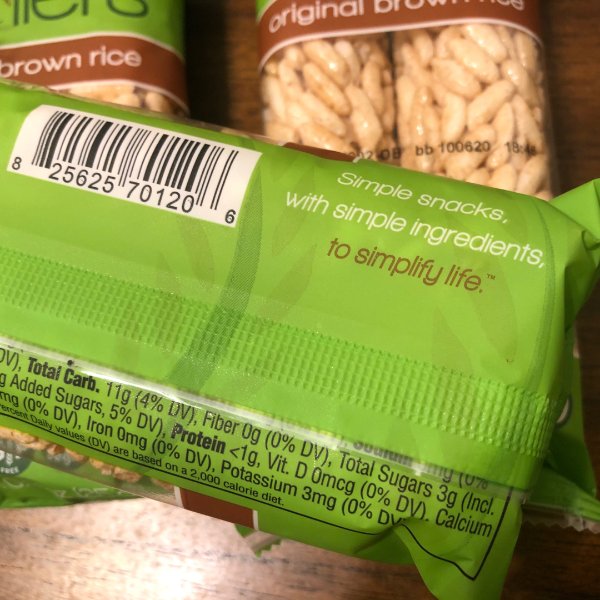 brown rice
original brown rice
bb 100620
8 25625 70120 6
Simple snacks,
with simple ingredients,
to simplify life.™
DV), Total Carb. 11g (4% DV), Fiber 0g (0% DV), Total Sugars 3g (Incl.
g Added Sugars, 5% DV), Protein <1g, Vit. D 0mcg (0% DV), Calcium
mg (0% DV), Iron 0mg (0% DV), Potassium 3mg (0% DV).
Percent Daily values (DV) are based on a 2,000 calorie diet.